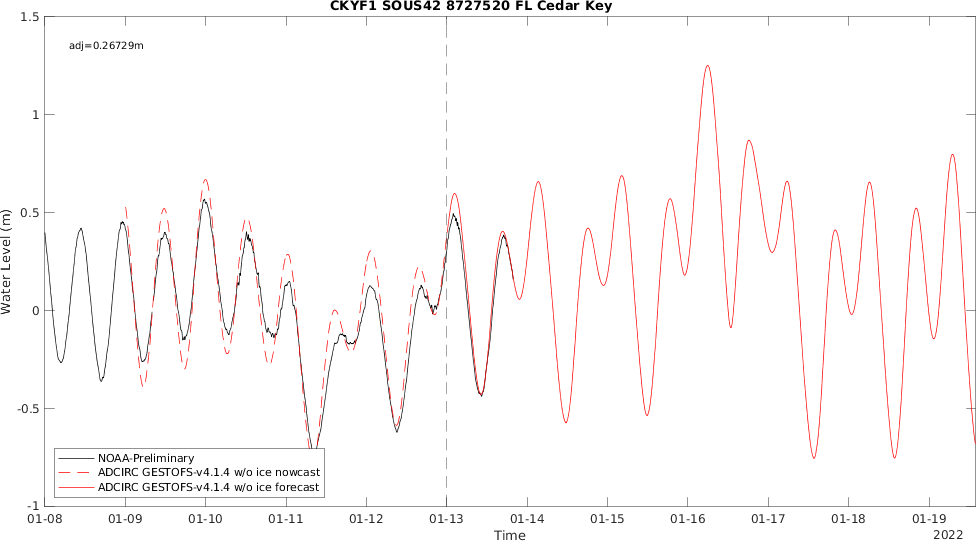 CKYF1 SOUS42 8727520 FL Cedar Key
adj=0.26729m
Water Level (m)
1.5
1
0.5
0
-0.5
-1
NOAA-Preliminary
ADCIRC GESTOFS-v4.1.4 w/o ice nowcast
ADCIRC GESTOFS-v4.1.4 w/o ice forecast
01-08 01-09 01-10 01-11 01-12 01-13 01-14 01-15 01-16 01-17 01-18 01-19
Time
2022